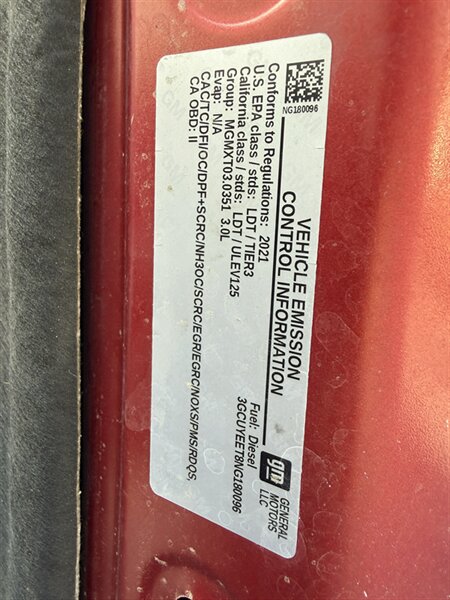 NG180096
VEHICLE EMISSION
CONTROL INFORMATION
gm
GENERAL
MOTORS
LLC
Conforms to Regulations: 2021
Fuel: Diesel
U.S. EPA class / stds: LDT / TIER3
3GCUYEET8NG180096
California class / stds: LDT / ULEV125
Group: MGMXT03.0351 3.0L
Evap: N/A
CAC/TC/DFI/OC/DPF+SCRC/NH3OC/SCRC/EGR/EGRC/NOXS/PMS/RDQS,
CA OBD: II